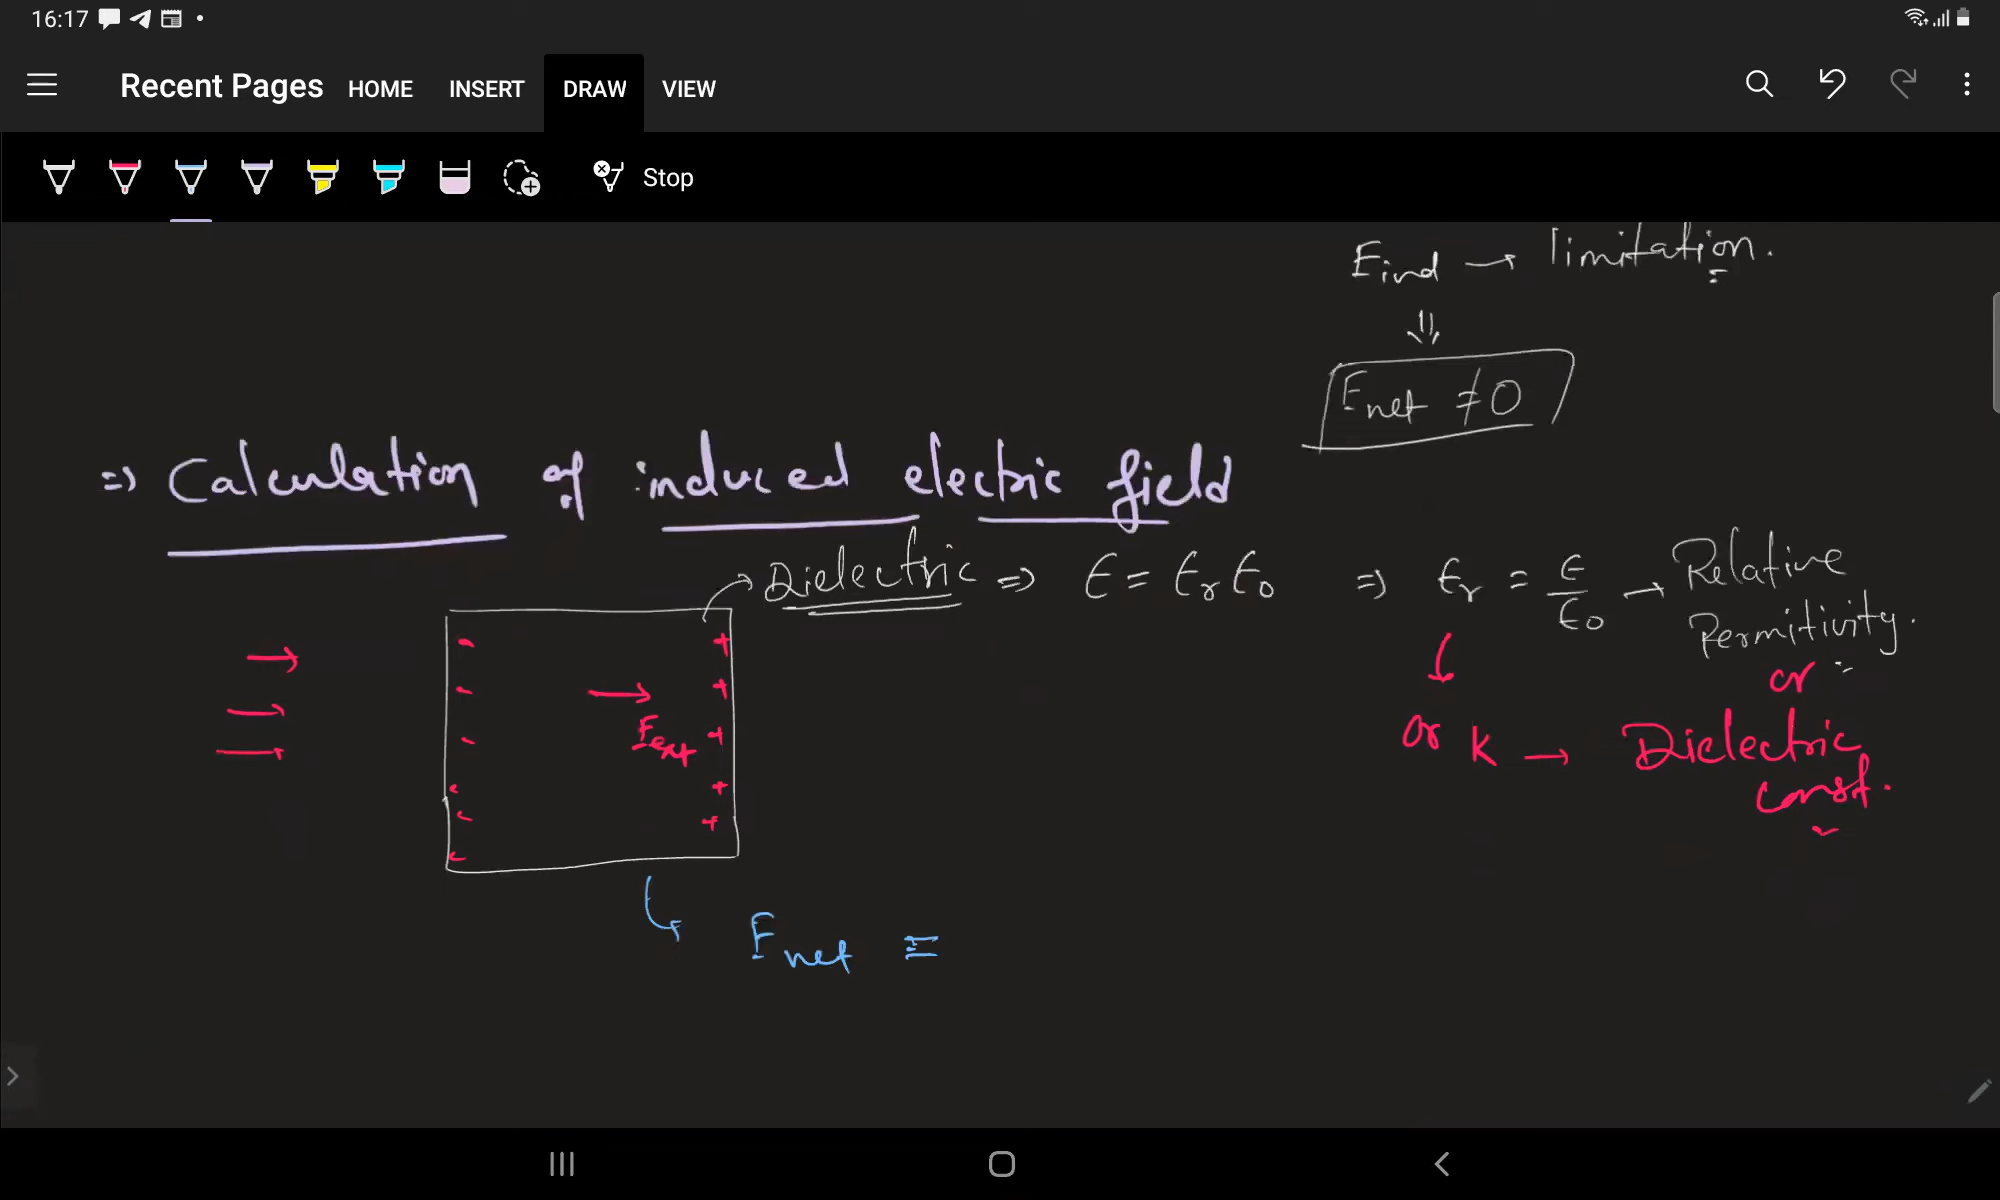 16:17
Recent Pages HOME INSERT DRAW VIEW
Stop
Eind → limitation.
⇓
Enet ≠ 0
⇒ Calculation of induced electric field
Dielectric ⇒ ϵ = ϵr ϵ0 ⇒ ϵr = ϵ/ϵ0 → Relative
Permitivity.
or
or K → Dielectric
const.
Eext
Enet =